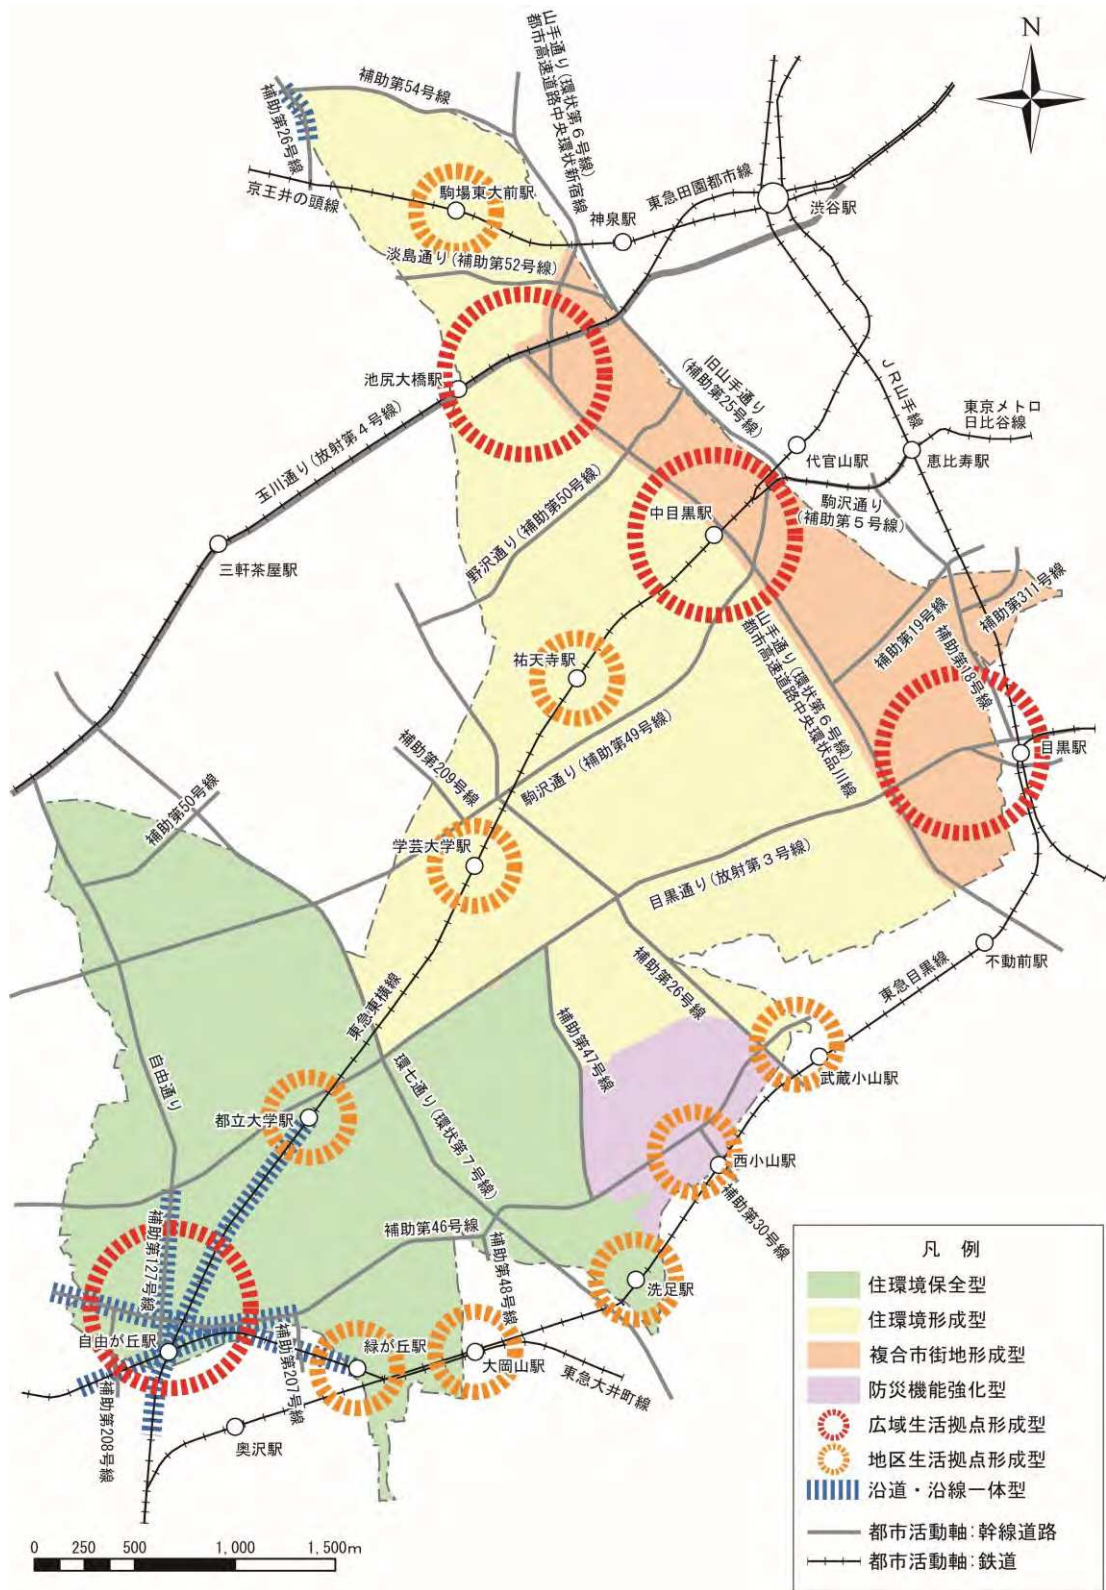 N
補助第54号線
山手通り(環状第6号線)
都市高速道路中央環状新宿線
補助第26号線
京王井の頭線
駒場東大前駅
神泉駅
東急田園都市線
渋谷駅
淡島通り(補助第52号線)
池尻大橋駅
旧山手通り
(補助第25号線)
JR山手線
東京メトロ
日比谷線
代官山駅
恵比寿駅
玉川通り(放射第4号線)
中目黒駅
駒沢通り
(補助第5号線)
野沢通り(補助第50号線)
三軒茶屋駅
補助第311号線
補助第19号線
補助第18号線
祐天寺駅
山手通り(環状第6号線)
都市高速道路中央環状品川線
目黒駅
駒沢通り(補助第49号線)
補助第209号線
補助第50号線
学芸大学駅
目黒通り(放射第3号線)
不動前駅
東急目黒線
補助第26号線
東急東横線
補助第47号線
武蔵小山駅
自由通り
環七通り(環状第7号線)
都立大学駅
西小山駅
補助第30号線
補助第46号線
補助第48号線
補助第127号線
洗足駅
自由が丘駅
緑が丘駅
大岡山駅
補助第207号線
東急大井町線
補助第208号線
奥沢駅
凡 例
住環境保全型
住環境形成型
複合市街地形成型
防災機能強化型
広域生活拠点形成型
地区生活拠点形成型
沿道・沿線一体型
都市活動軸:幹線道路
都市活動軸:鉄道
0 250 500 1,000 1,500m